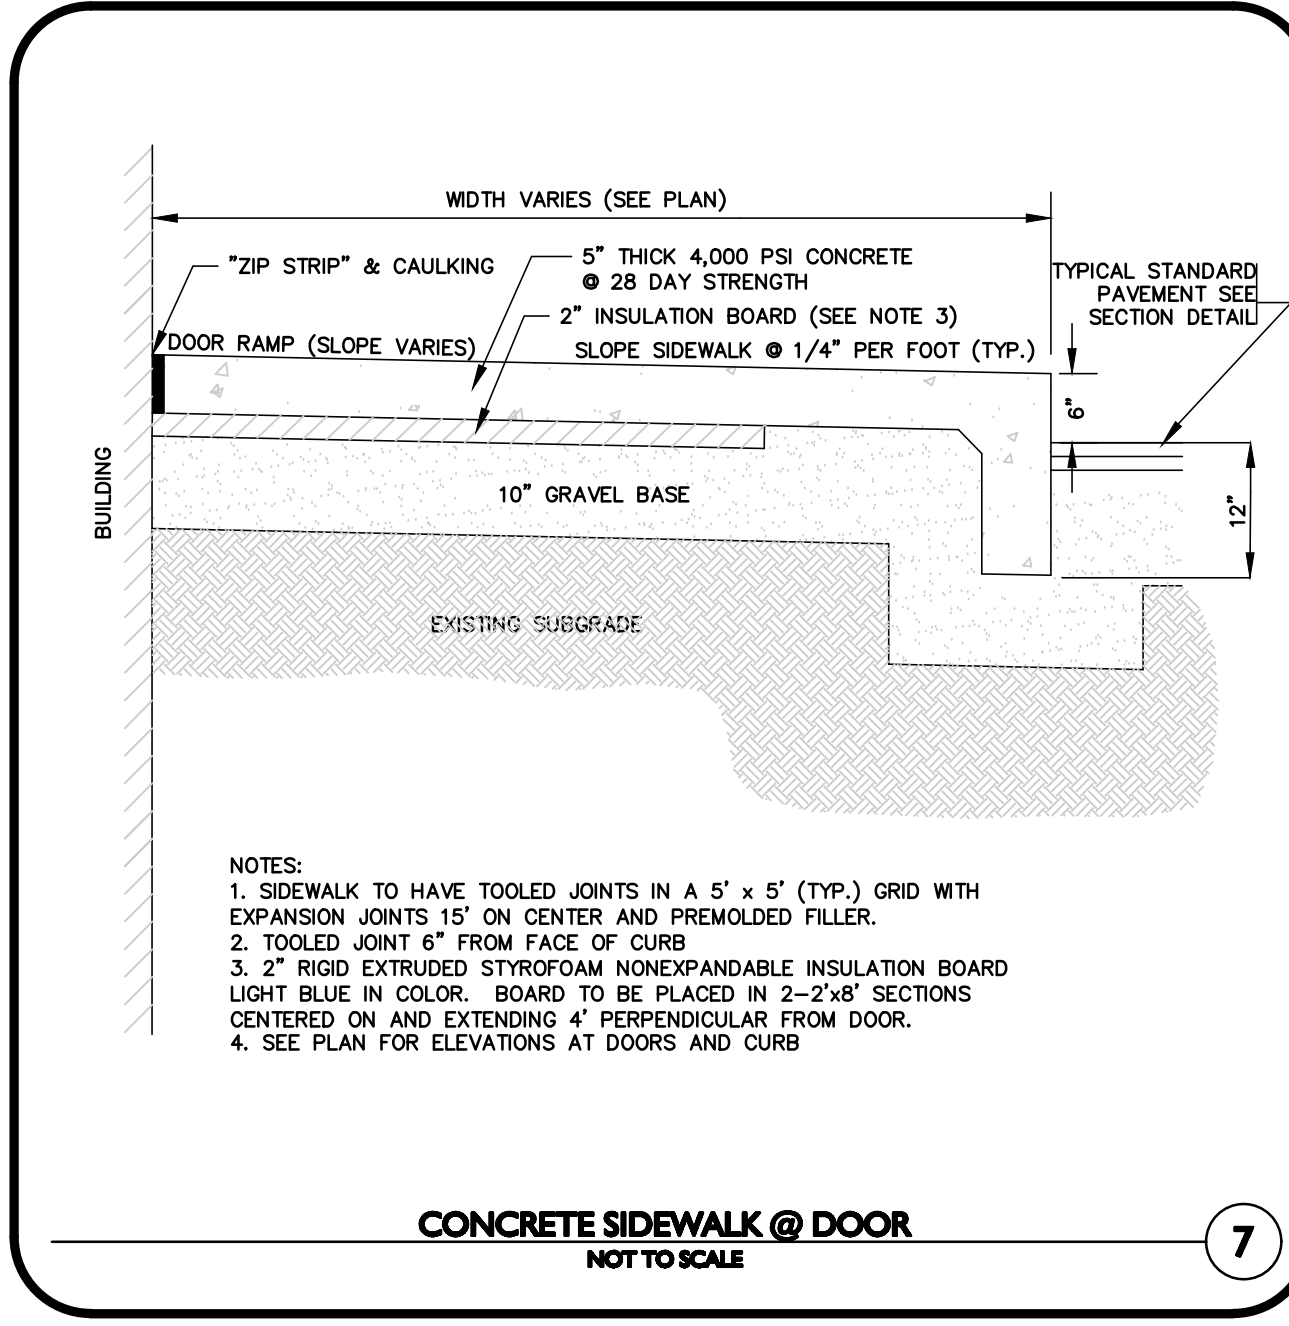 WIDTH VARIES (SEE PLAN)
"ZIP STRIP" & CAULKING
5" THICK 4,000 PSI CONCRETE
@ 28 DAY STRENGTH
2" INSULATION BOARD (SEE NOTE 3)
TYPICAL STANDARD
PAVEMENT SEE
SECTION DETAIL
DOOR RAMP (SLOPE VARIES)
SLOPE SIDEWALK @ 1/4" PER FOOT (TYP.)
6"
12"
BUILDING
10" GRAVEL BASE
EXISTING SUBGRADE
NOTES:
1. SIDEWALK TO HAVE TOOLED JOINTS IN A 5' x 5' (TYP.) GRID WITH
EXPANSION JOINTS 15' ON CENTER AND PREMOLDED FILLER.
2. TOOLED JOINT 6" FROM FACE OF CURB
3. 2" RIGID EXTRUDED STYROFOAM NONEXPANDABLE INSULATION BOARD
LIGHT BLUE IN COLOR. BOARD TO BE PLACED IN 2-2'x8' SECTIONS
CENTERED ON AND EXTENDING 4' PERPENDICULAR FROM DOOR.
4. SEE PLAN FOR ELEVATIONS AT DOORS AND CURB
CONCRETE SIDEWALK @ DOOR
NOT TO SCALE
7